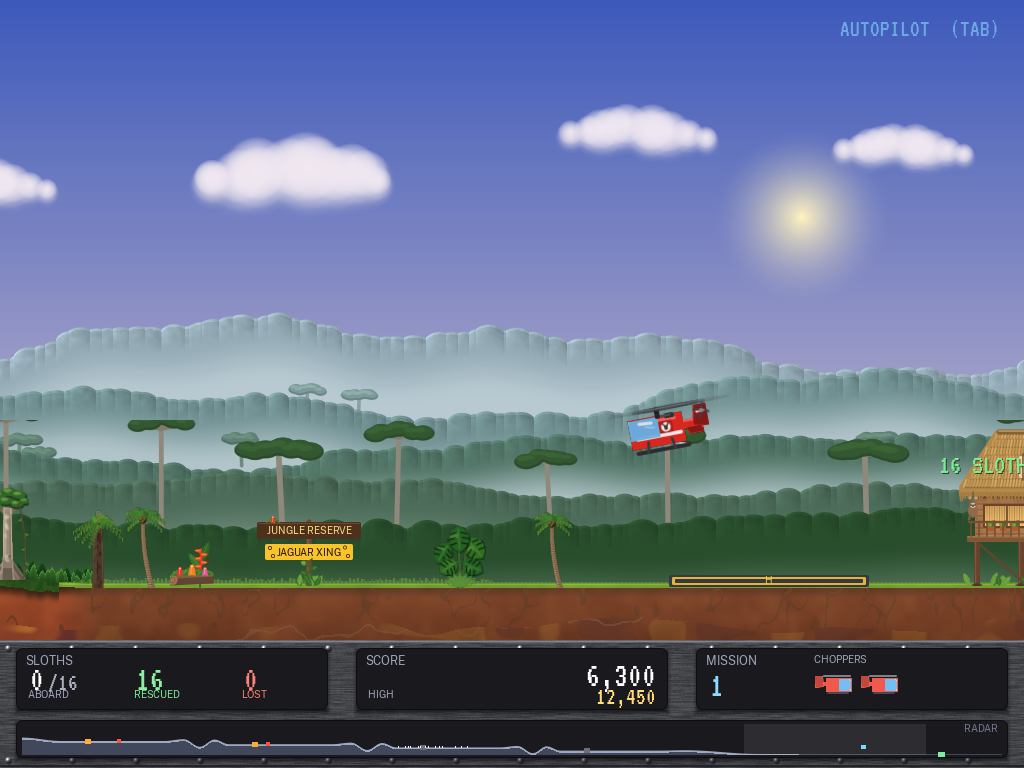 AUTOPILOT (TAB)
16 SLOTH
JUNGLE RESERVE
JAGUAR XING
H
SLOTHS
0/16
ABOARD
16
RESCUED
0
LOST
SCORE
6,300
HIGH
12,450
MISSION
1
CHOPPERS
RADAR